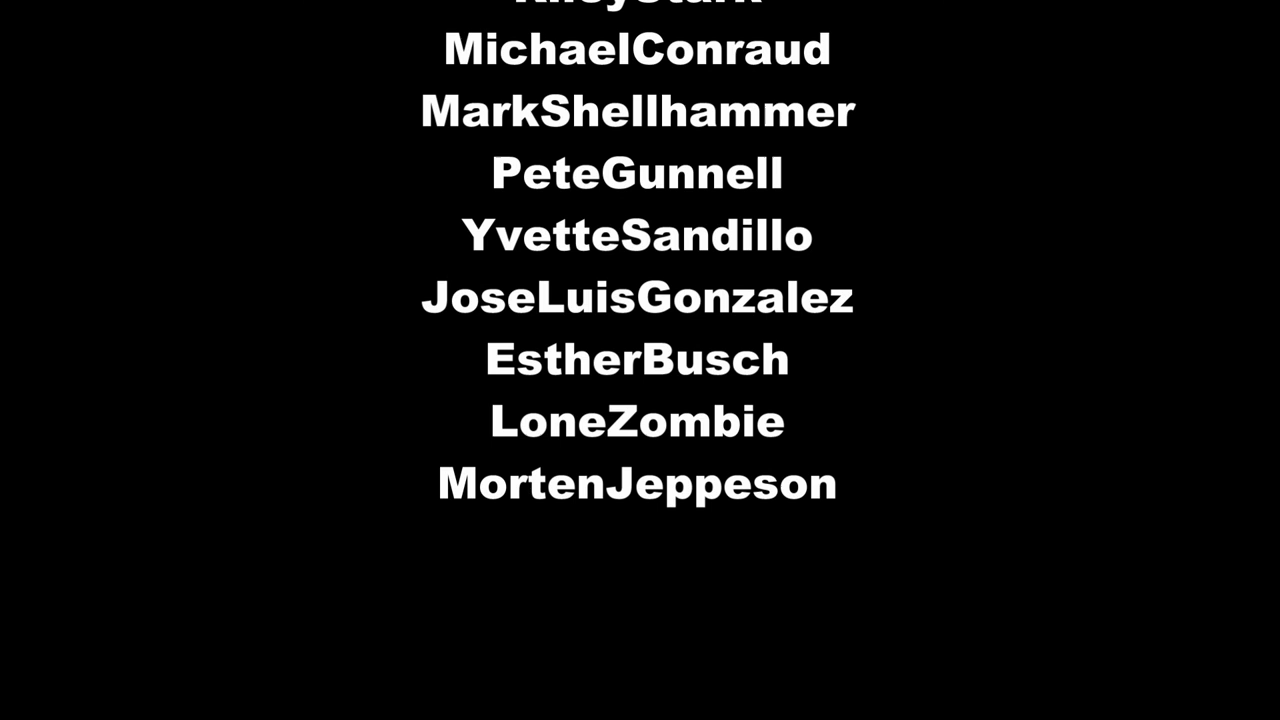 MichaelConraud
MarkShellhammer
PeteGunnell
YvetteSandillo
JoseLuisGonzalez
EstherBusch
LoneZombie
MortenJeppeson